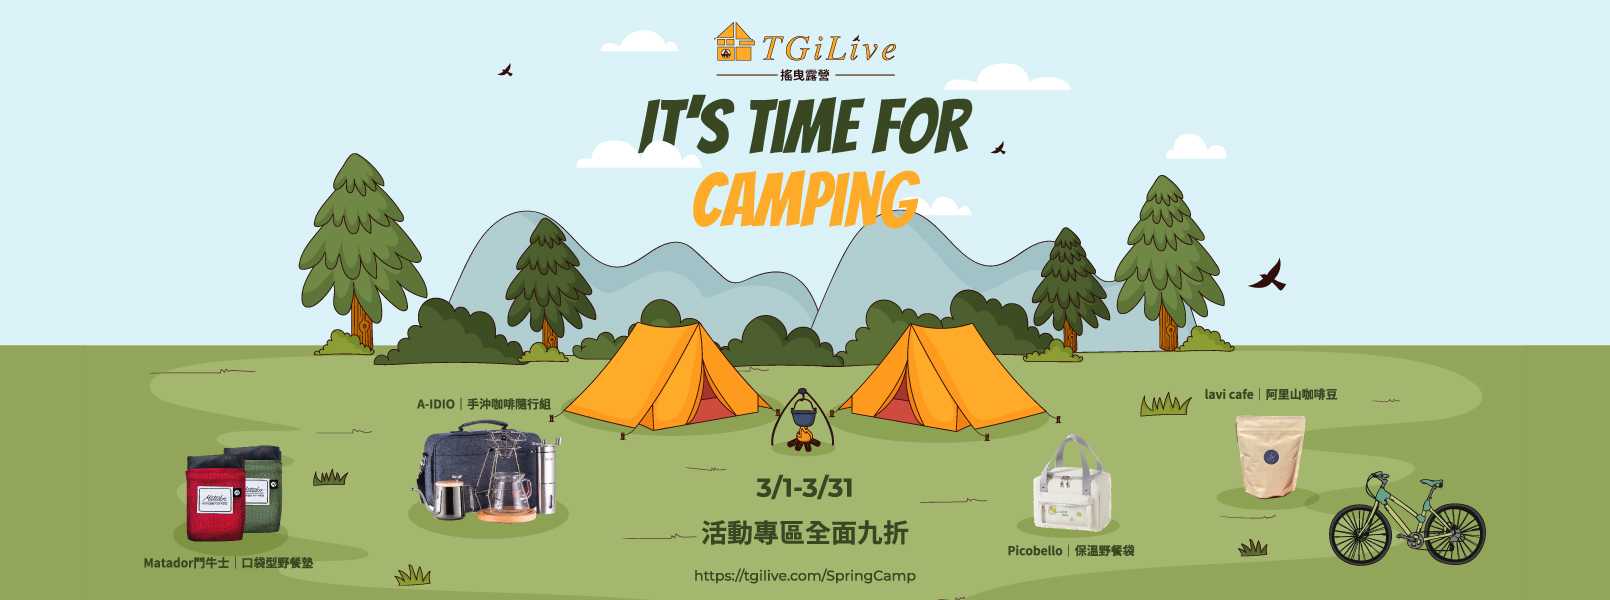 TGiLive
搖曳露營
IT'S TIME FOR
CAMPING
A-IDIO｜手沖咖啡隨行組
lavi cafe｜阿里山咖啡豆
Matador
Matador
3/1-3/31
活動專區全面九折
https://tgilive.com/SpringCamp
Matador鬥牛士｜口袋型野餐墊
Picobello｜保溫野餐袋